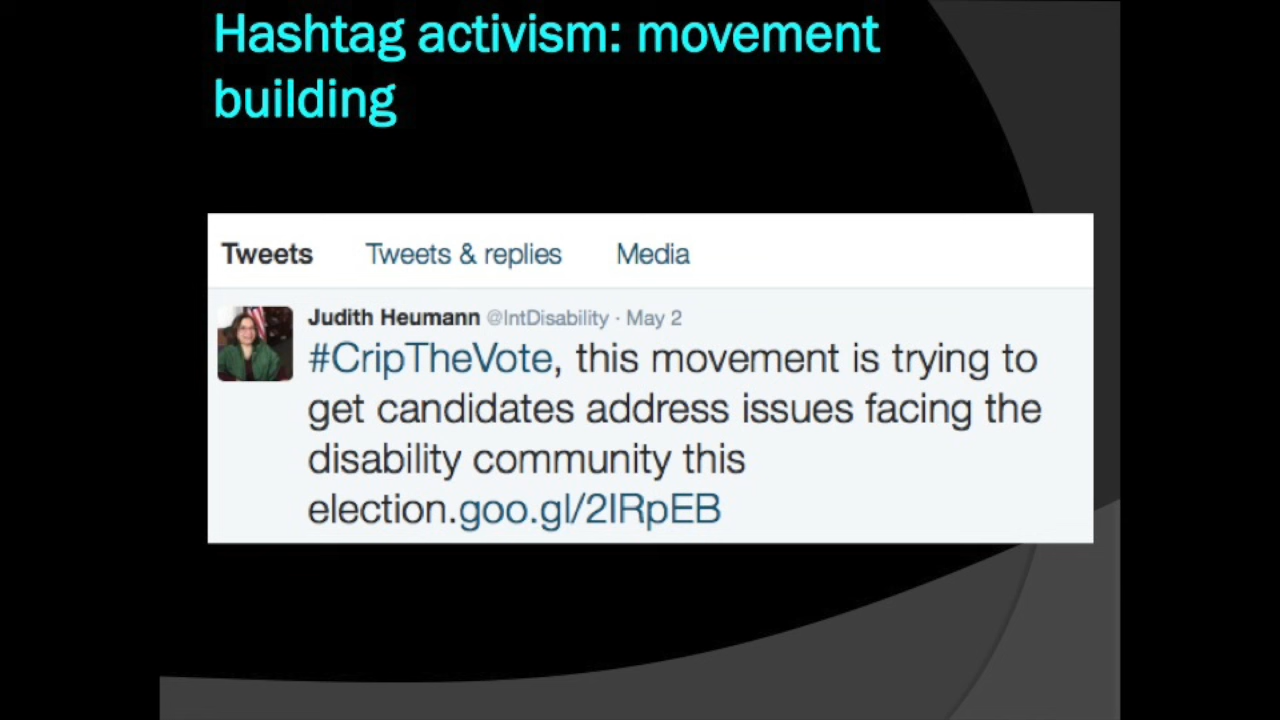 Hashtag activism: movement
building
Tweets Tweets & replies Media
Judith Heumann @IntDisability · May 2
#CripTheVote, this movement is trying to
get candidates address issues facing the
disability community this
election.goo.gl/2IRpEB